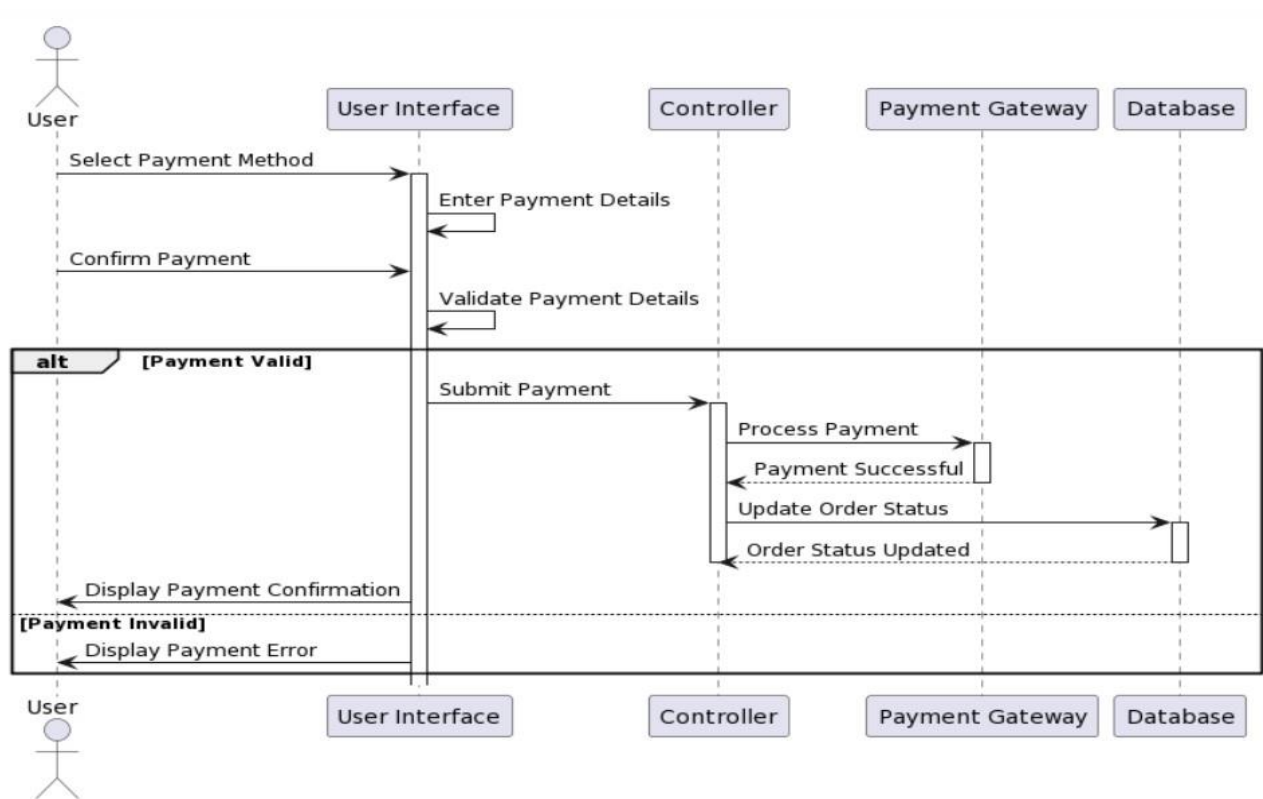 User
User Interface
Controller
Payment Gateway
Database
Select Payment Method
Enter Payment Details
Confirm Payment
Validate Payment Details
alt
[Payment Valid]
Submit Payment
Process Payment
Payment Successful
Update Order Status
Order Status Updated
Display Payment Confirmation
[Payment Invalid]
Display Payment Error
User
User Interface
Controller
Payment Gateway
Database